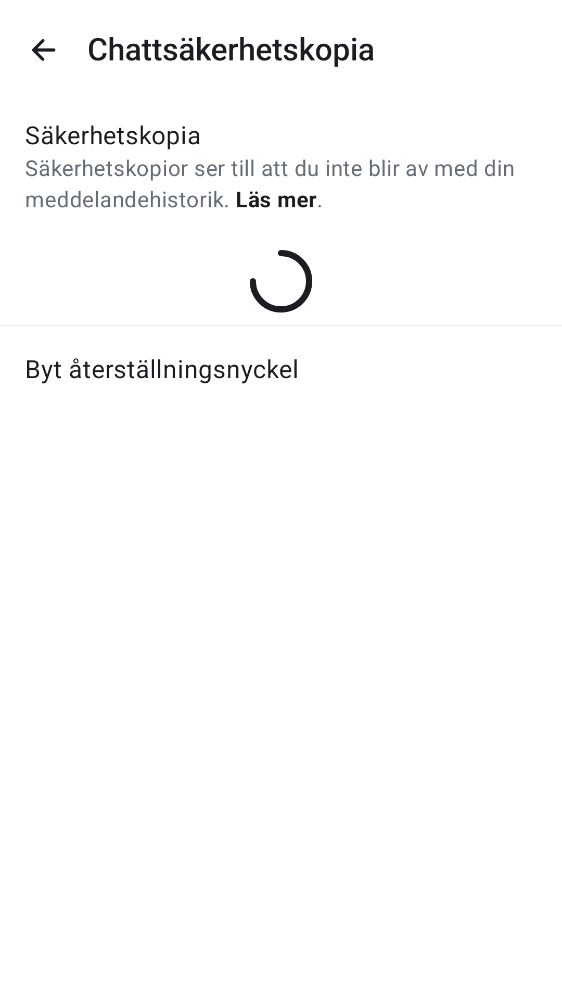 Chattsäkerhetskopia
Säkerhetskopia
Säkerhetskopior ser till att du inte blir av med din
meddelandehistorik. Läs mer.
Byt återställningsnyckel